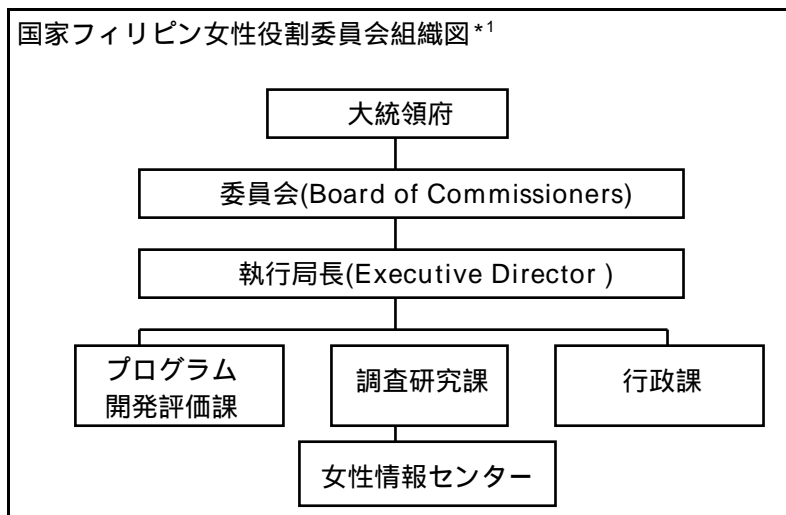 国家フィリピン女性役割委員会組織図*1
大統領府
委員会(Board of Commissioners)
執行局長(Executive Director )
プログラム
開発評価課
調査研究課
行政課
女性情報センター